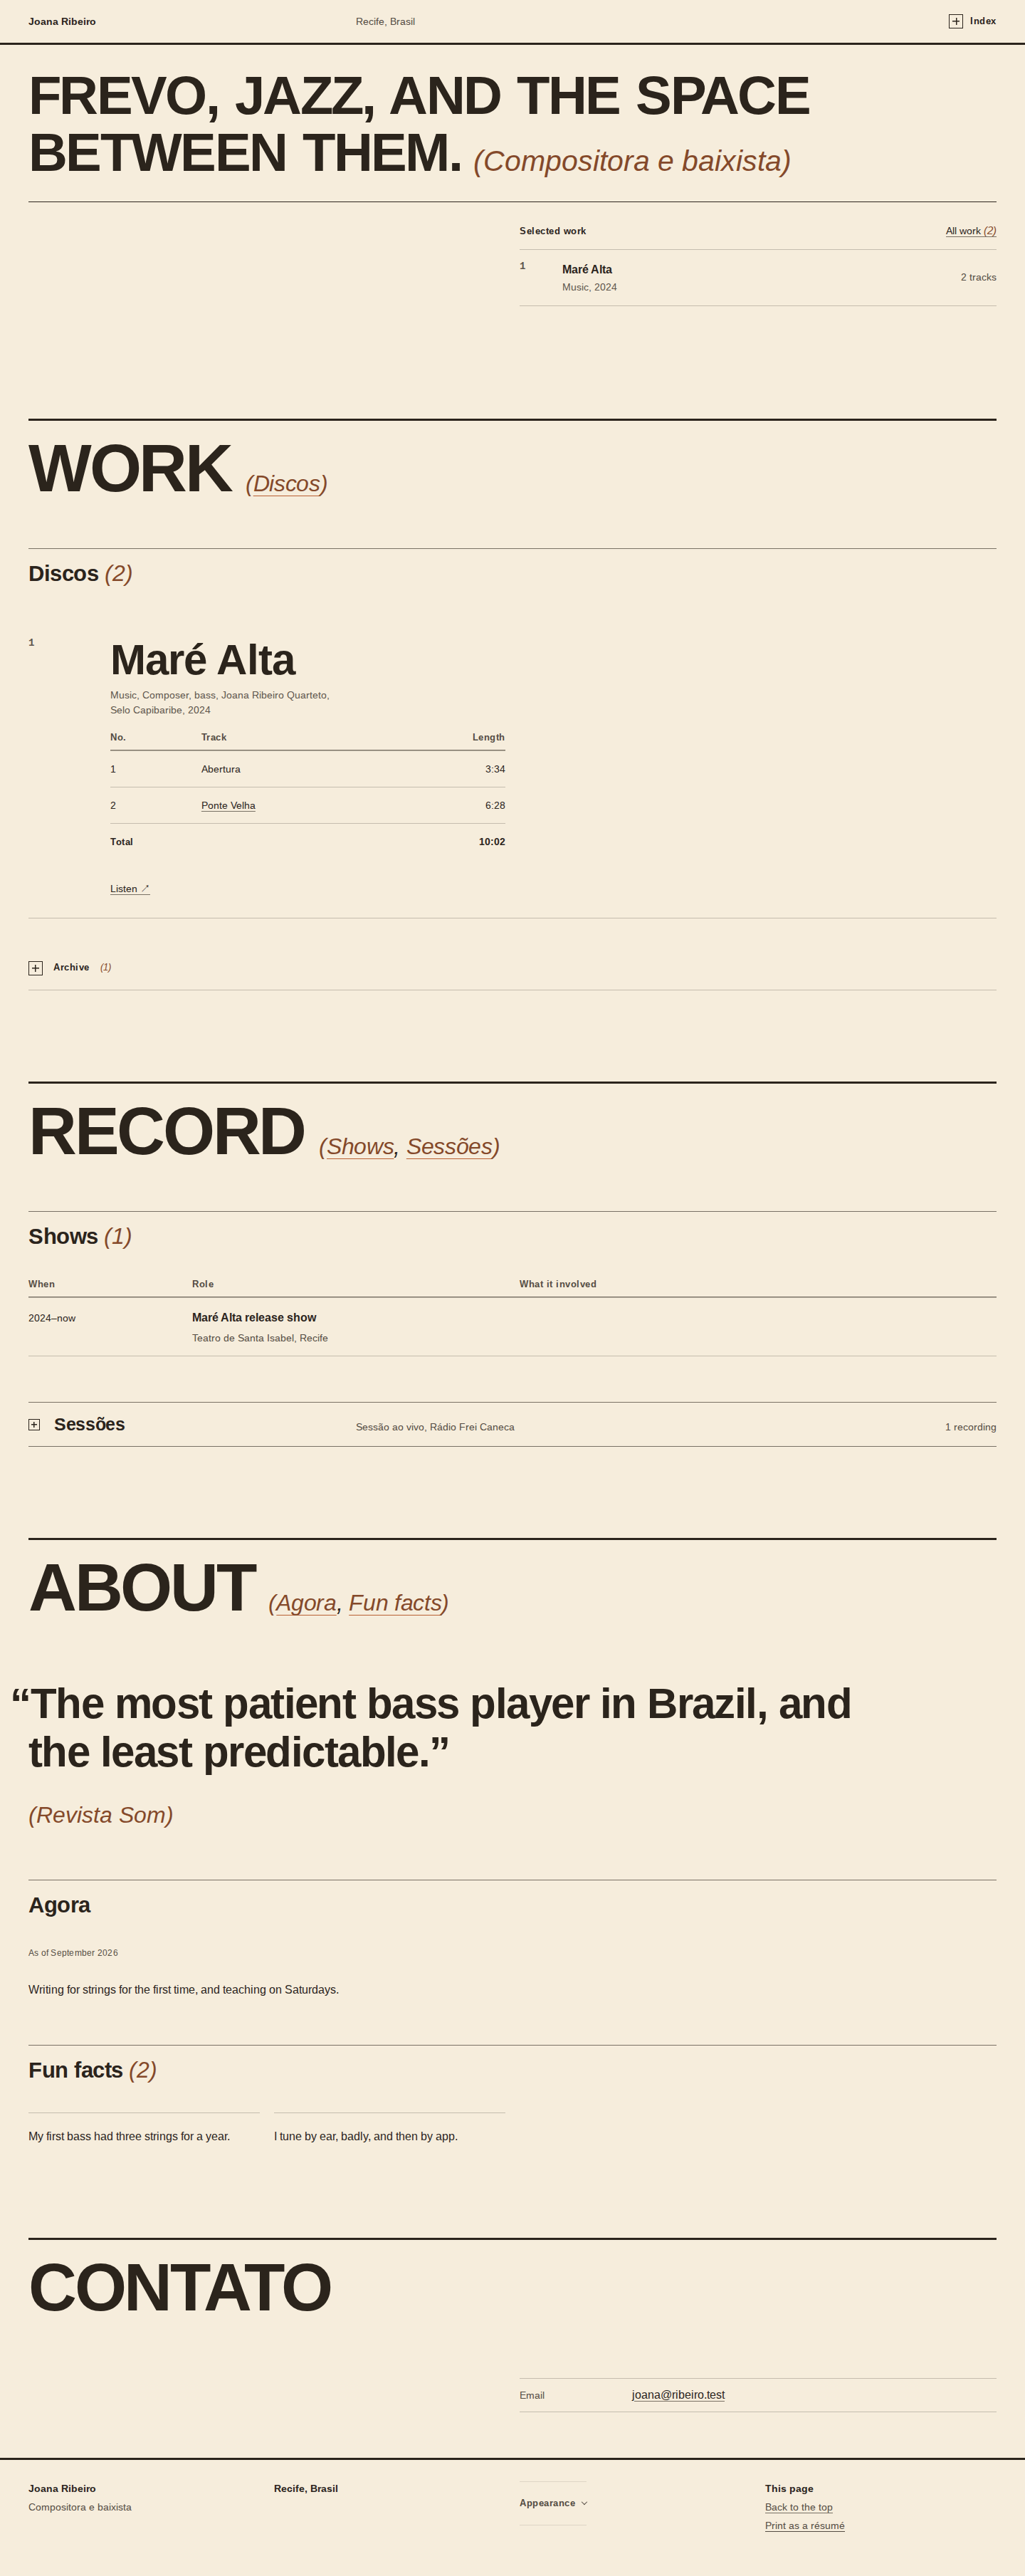 Joana Ribeiro
Recife, Brasil
Index
FREVO, JAZZ, AND THE SPACE
BETWEEN THEM. (Compositora e baixista)
Selected work
All work (2)
1
Maré Alta
2 tracks
Music, 2024
WORK (Discos)
Discos (2)
1
Maré Alta
Music, Composer, bass, Joana Ribeiro Quarteto,
Selo Capibaribe, 2024
No. Track Length
1 Abertura 3:34
2 Ponte Velha 6:28
Total 10:02
Listen ↗
Archive (1)
RECORD (Shows, Sessões)
Shows (1)
When Role What it involved
2024–now Maré Alta release show
Teatro de Santa Isabel, Recife
Sessões Sessão ao vivo, Rádio Frei Caneca 1 recording
ABOUT (Agora, Fun facts)
“The most patient bass player in Brazil, and
the least predictable.”
(Revista Som)
Agora
As of September 2026
Writing for strings for the first time, and teaching on Saturdays.
Fun facts (2)
My first bass had three strings for a year.
I tune by ear, badly, and then by app.
CONTATO
Email joana@ribeiro.test
Joana Ribeiro
Compositora e baixista
Recife, Brasil
Appearance
This page
Back to the top
Print as a résumé